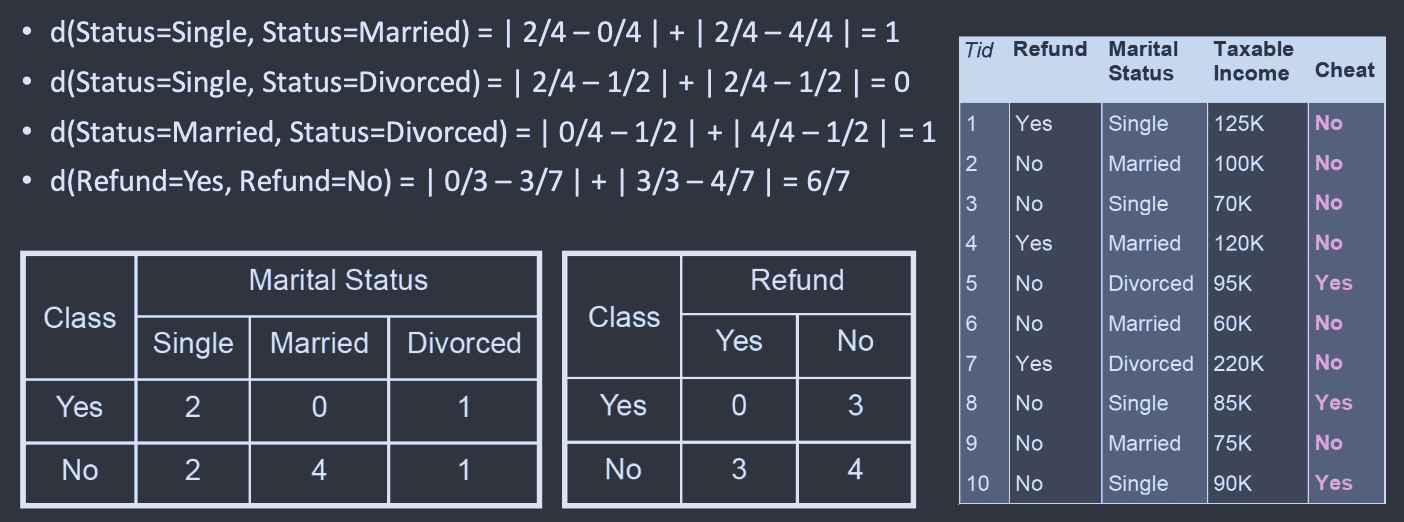 • d(Status=Single, Status=Married) = | 2/4 – 0/4 | + | 2/4 – 4/4 | = 1
• d(Status=Single, Status=Divorced) = | 2/4 – 1/2 | + | 2/4 – 1/2 | = 0
• d(Status=Married, Status=Divorced) = | 0/4 – 1/2 | + | 4/4 – 1/2 | = 1
• d(Refund=Yes, Refund=No) = | 0/3 – 3/7 | + | 3/3 – 4/7 | = 6/7
Class Marital Status
Single Married Divorced
Yes 2 0 1
No 2 4 1
Class Refund
Yes No
Yes 0 3
No 3 4
Tid Refund Marital Status Taxable Income Cheat
1 Yes Single 125K No
2 No Married 100K No
3 No Single 70K No
4 Yes Married 120K No
5 No Divorced 95K Yes
6 No Married 60K No
7 Yes Divorced 220K No
8 No Single 85K Yes
9 No Married 75K No
10 No Single 90K Yes